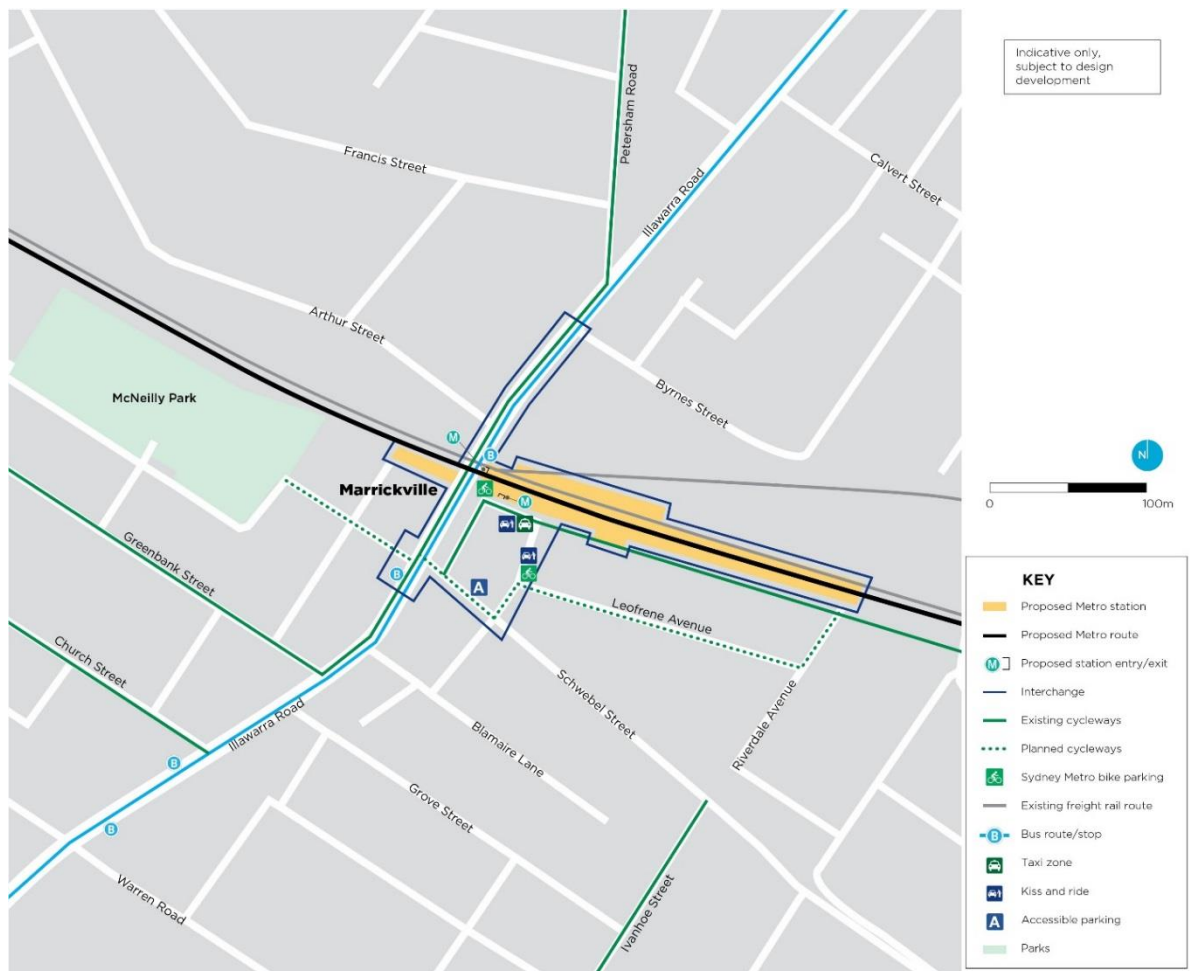 Indicative only,
subject to design
development
Petersham Road
Francis Street
Calvert Street
Illawarra Road
Arthur Street
Byrnes Street
McNeilly Park
M
B
Marrickville
M
N
0
100m
Greenbank Street
B
A
Leofrene Avenue
Church Street
Schwebel Street
Riverdale Avenue
Illawarra Road
Blamaire Lane
B
Grove Street
B
Warren Road
Ivanhoe Street
KEY
Proposed Metro station
Proposed Metro route
M Proposed station entry/exit
Interchange
Existing cycleways
Planned cycleways
Sydney Metro bike parking
Existing freight rail route
B Bus route/stop
Taxi zone
Kiss and ride
A Accessible parking
Parks